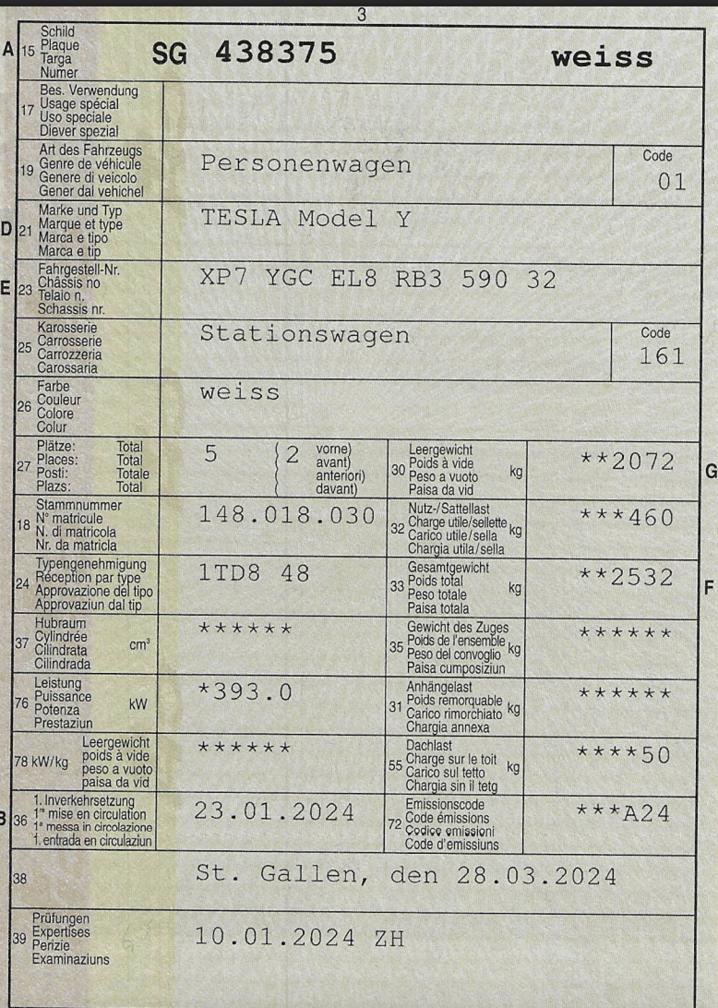 3
A 15 Schild
Plaque
Targa
Numer
SG 438375 weiss
17 Bes. Verwendung
Usage spécial
Uso speciale
Diever spezial
19 Art des Fahrzeugs
Genre de véhicule
Genere di veicolo
Gener dal vehichel
Personenwagen
Code
01
D 21 Marke und Typ
Marque et type
Marca e tipo
Marca e tip
TESLA Model Y
E 23 Fahrgestell-Nr.
Châssis no
Telaio n.
Schassis nr.
XP7 YGC EL8 RB3 590 32
25 Karosserie
Carrosserie
Carrozzeria
Carossaria
Stationswagen
Code
161
26 Farbe
Couleur
Colore
Colur
weiss
27 Plätze: Total
Places: Total
Posti: Totale
Plazs: Total
5 (2 vorne)
avant)
anteriori)
davant)
30 Leergewicht
Poids à vide
Peso a vuoto
Paisa da vid
kg
**2072
G
18 Stammnummer
N° matricule
N. di matricola
Nr. da matricla
148.018.030
32 Nutz-/Sattellast
Charge utile/sellette
Carico utile/sella
Chargia utila/sella
kg
***460
24 Typengenehmigung
Réception par type
Approvazione del tipo
Approvaziun dal tip
1TD8 48
33 Gesamtgewicht
Poids total
Peso totale
Paisa totala
kg
**2532
F
37 Hubraum
Cylindrée
Cilindrata
Cilindrada
cm³
******
35 Gewicht des Zuges
Poids de l'ensemble
Peso del convoglio
Paisa cumposiziun
kg
******
76 Leistung
Puissance
Potenza
Prestaziun
kW
*393.0
31 Anhängelast
Poids remorquable
Carico rimorchiato
Chargia annexa
kg
******
78 kW/kg Leergewicht
poids à vide
peso a vuoto
paisa da vid
******
55 Dachlast
Charge sur le toit
Carico sul tetto
Chargia sin il tetg
kg
****50
B 36 1. Inverkehrsetzung
1re mise en circulation
1a messa in circolazione
1. entrada en circulaziun
23.01.2024
72 Emissionscode
Code émissions
Codice emissioni
Code d'emissiuns
***A24
38 St. Gallen, den 28.03.2024
39 Prüfungen
Expertises
Perizie
Examinaziuns
10.01.2024 ZH